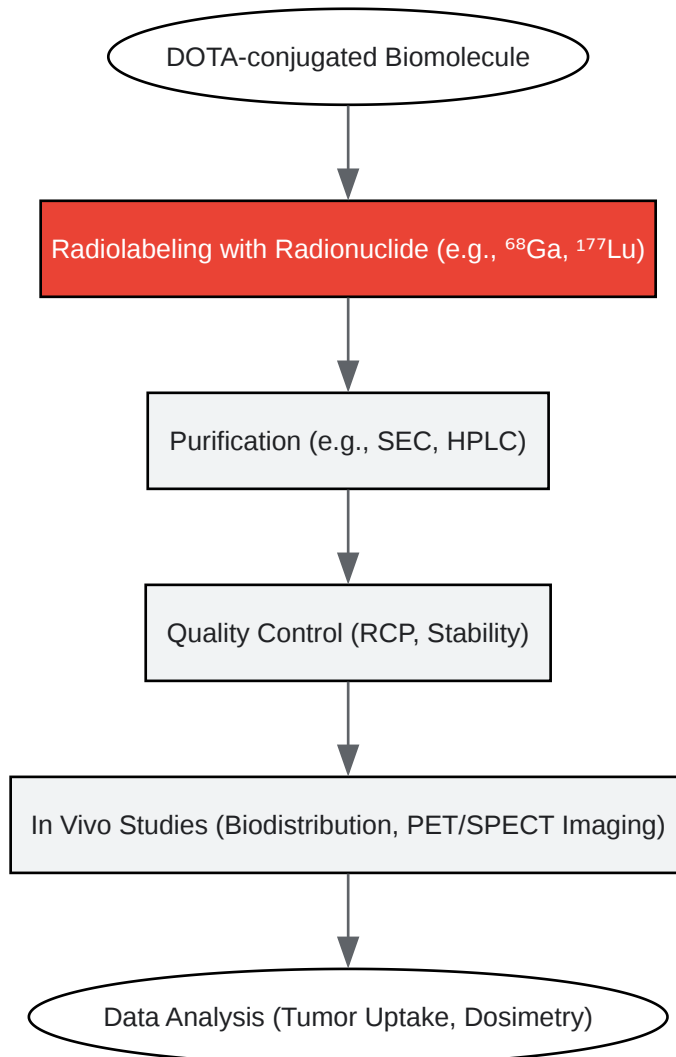 DOTA-conjugated Biomolecule
Radiolabeling with Radionuclide (e.g., ⁶⁸Ga, ¹⁷⁷Lu)
Purification (e.g., SEC, HPLC)
Quality Control (RCP, Stability)
In Vivo Studies (Biodistribution, PET/SPECT Imaging)
Data Analysis (Tumor Uptake, Dosimetry)